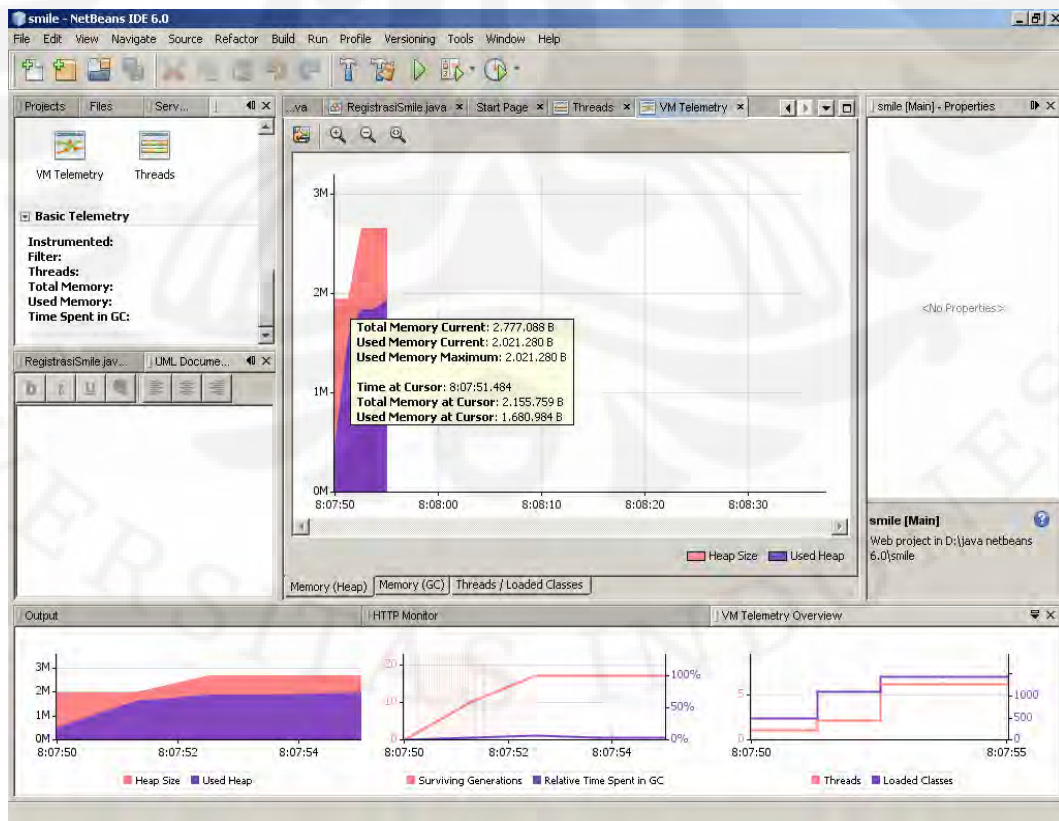 smile - NetBeans IDE 6.0
File Edit View Navigate Source Refactor Build Run Profile Versioning Tools Window Help
Projects Files Serv...
...va RegistrasiSmile.java Start Page Threads VM Telemetry
smile [Main] - Properties
VM Telemetry Threads
Basic Telemetry
Instrumented:
Filter:
Threads:
Total Memory:
Used Memory:
Time Spent in GC:
RegistrasiSmile.jav... UML Docume...
b i u
3M
2M
1M
0M
Total Memory Current: 2.777.088 B
Used Memory Current: 2.021.280 B
Used Memory Maximum: 2.021.280 B
Time at Cursor: 8:07:51.484
Total Memory at Cursor: 2.155.759 B
Used Memory at Cursor: 1.680.984 B
8:07:50 8:08:00 8:08:10 8:08:20 8:08:30
Heap Size Used Heap
Memory (Heap) Memory (GC) Threads / Loaded Classes
<No Properties>
smile [Main]
Web project in D:\java netbeans
6.0\smile
Output HTTP Monitor VM Telemetry Overview
3M
2M
1M
0M
8:07:50 8:07:52 8:07:54
Heap Size Used Heap
20
10
0
100%
50%
0%
8:07:50 8:07:52 8:07:54
Surviving Generations Relative Time Spent in GC
5
0
1000
500
0
8:07:50 8:07:55
Threads Loaded Classes